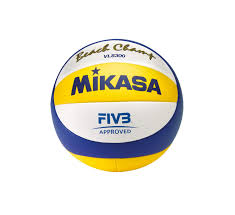 Beach Champ
VLS300
MIKASA
FIVB
APPROVED